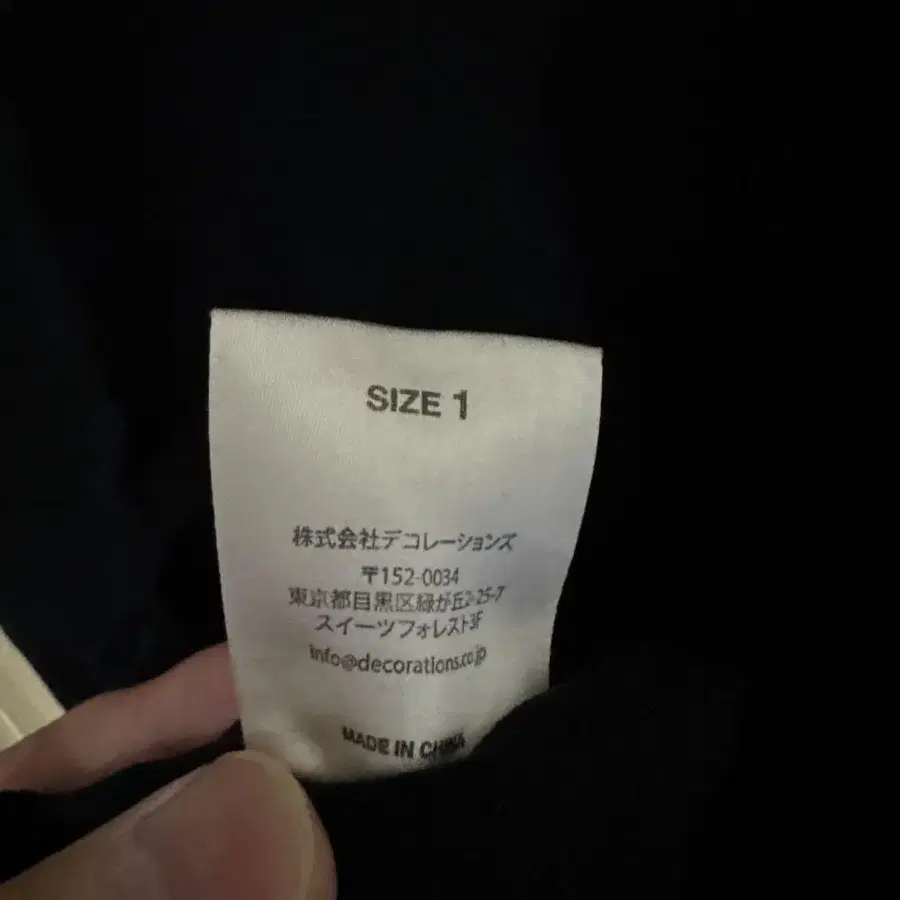 SIZE 1
株式会社デコレーションズ
〒152-0034
東京都目黒区緑が丘2-25-7
スイーツフォレスト3F
info@decorations.co.jp
MADE IN CHINA